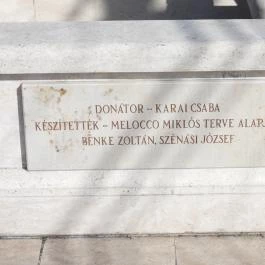 DONÁTOR – KARAI CSABA
KÉSZÍTETTÉK – MELOCCO MIKLÓS TERVE ALAP
BENKE ZOLTÁN, SZÉNÁSI JÓZSEF